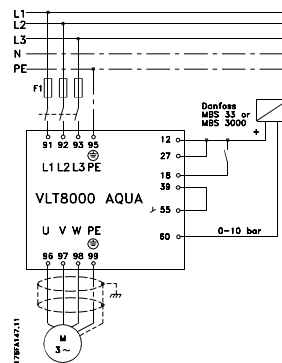 L1
L2
L3
N
PE
F1
Danfoss
MBS 33 or
MBS 3000
+
91 92 93 95
L1 L2 L3 PE
12
27
18
39
VLT8000 AQUA
55
U V W PE
60
0-10 bar
96 97 98 99
M
3~
176FA147.11